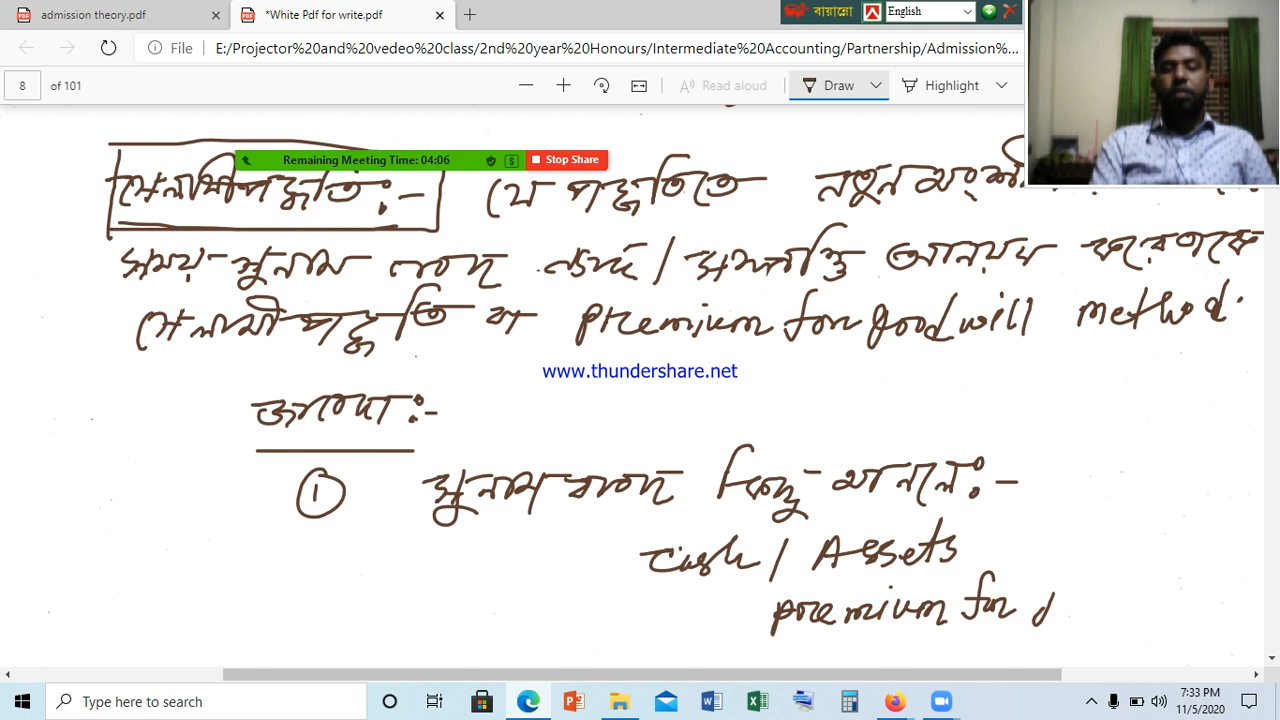 admission theory.pdf
*White Pdf for write.pdf
বায়ান্নো English
File E:/Projector%20and%20vedeo%20class/2nd%20year%20Honours/Intermediate%20Accounting/Partnership/Admission%...
8 of 101 Read aloud Draw Highlight
Remaining Meeting Time: 04:06 Stop Share
সেলামী পদ্ধতি:- যে পদ্ধতিতে নতুন
সময় সুনাম বাবদ নগদ / সম্পত্তি আনয়ন করে তাকে
সেলামী পদ্ধতি বা premium for goodwill method.
www.thundershare.net
জাবেদা:-
① সুনাম বাবদ কিছু আনলে:-
Cash / Assets
premium for
Type here to search
7:33 PM
11/5/2020